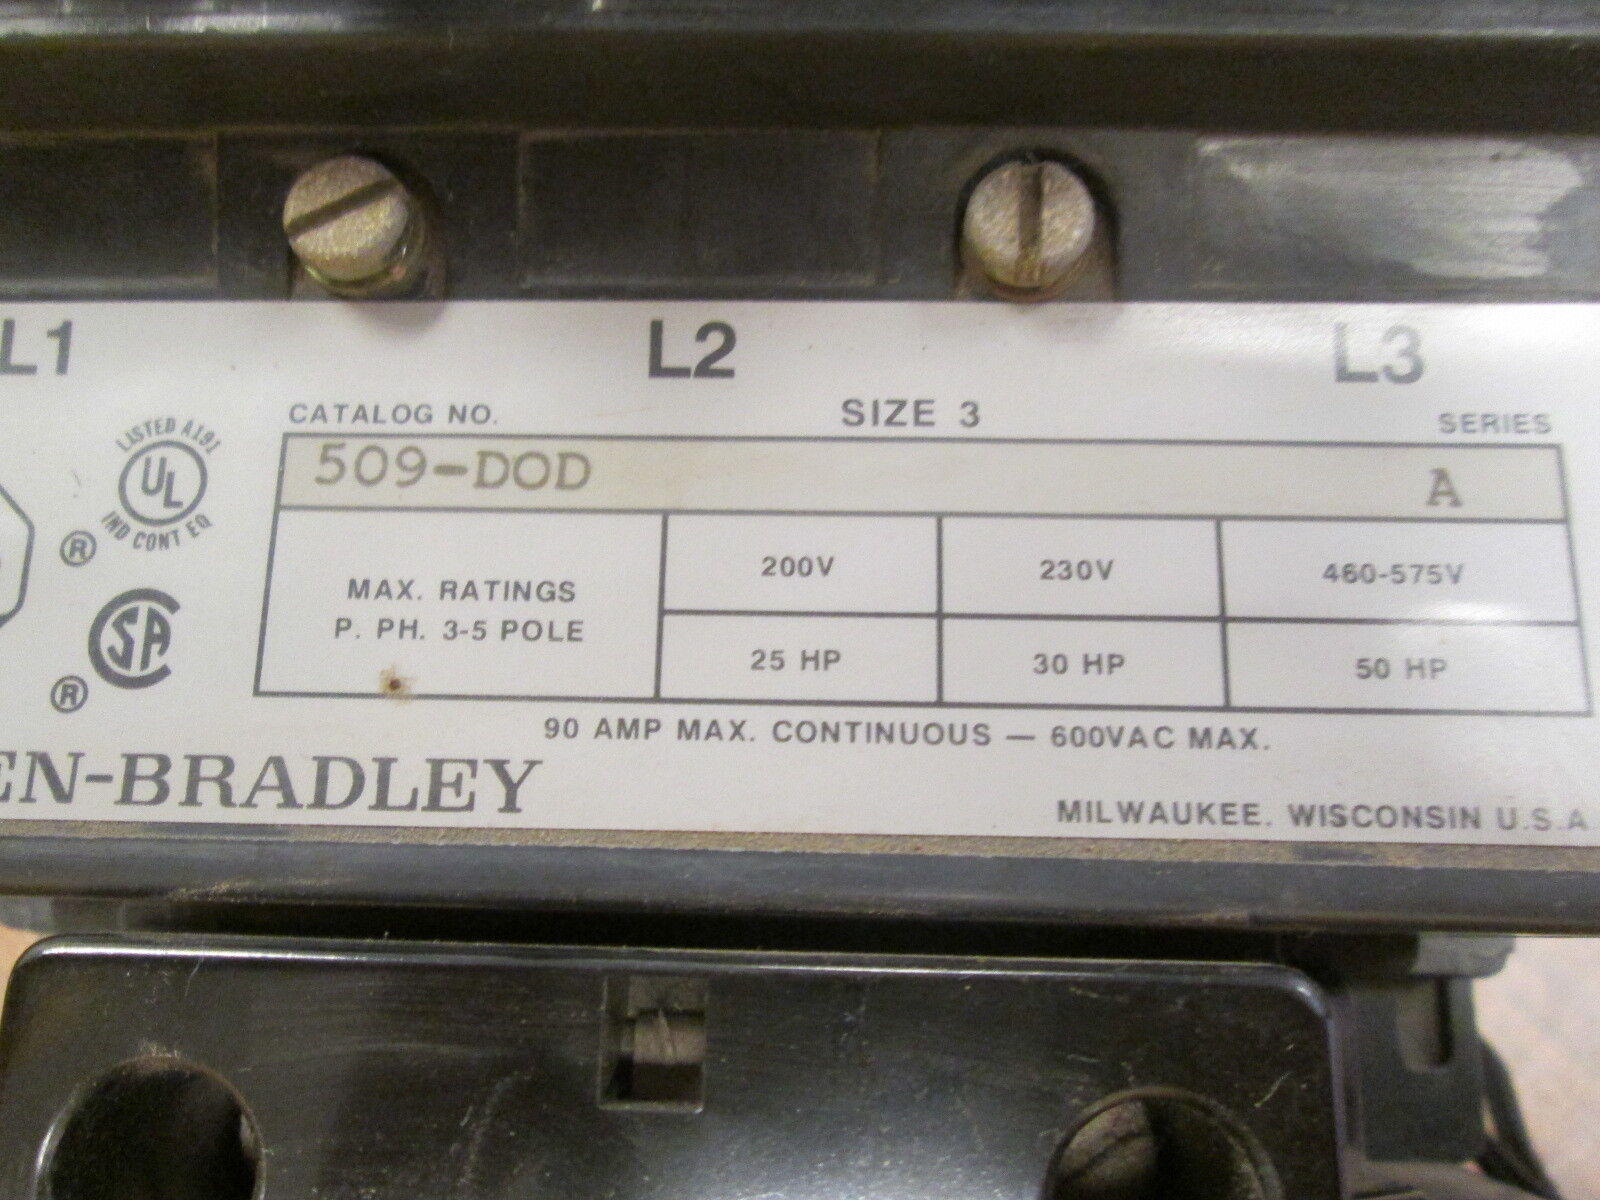 L1 L2 L3
CATALOG NO. SIZE 3 SERIES
509-DOD A
LISTED A191
UL
IND CONT EQ
®
SA
®
MAX. RATINGS
P. PH. 3-5 POLE
200V 230V 460-575V
25 HP 30 HP 50 HP
90 AMP MAX. CONTINUOUS — 600VAC MAX.
EN-BRADLEY
MILWAUKEE, WISCONSIN U.S.A